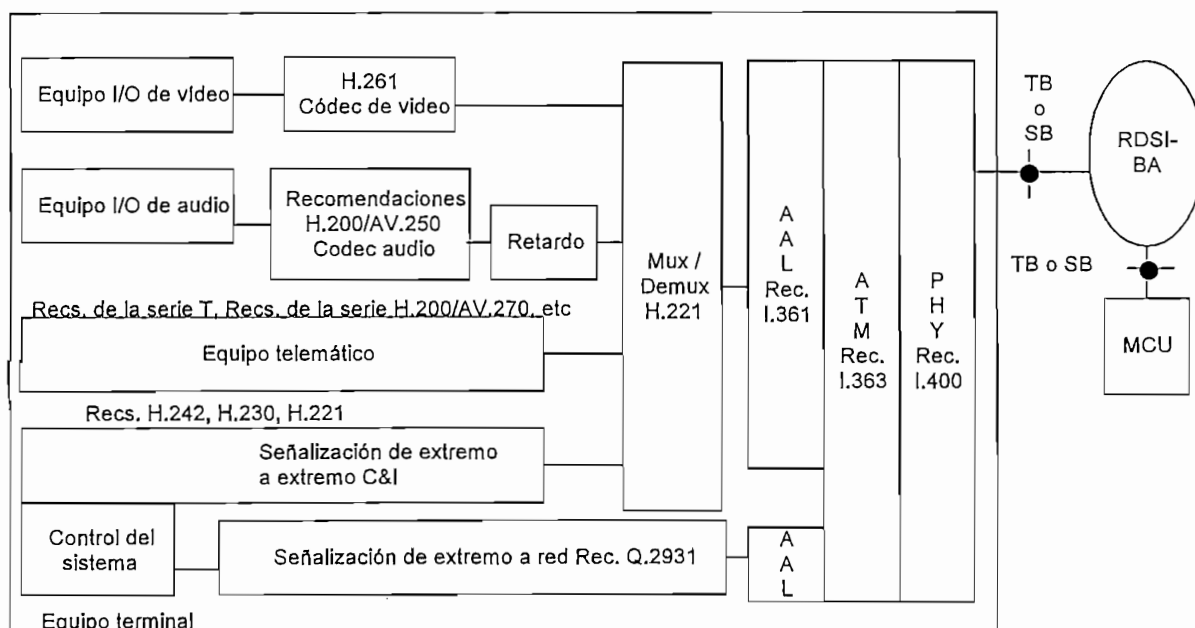 Equipo I/O de vídeo
H.261
Códec de video
Equipo I/O de audio
Recomendaciones
H.200/AV.250
Codec audio
Retardo
Recs. de la serie T, Recs. de la serie H.200/AV.270, etc
Equipo telemático
Recs. H.242, H.230, H.221
Señalización de extremo
a extremo C&I
Control del
sistema
Señalización de extremo a red Rec. Q.2931
Equipo terminal
Mux /
Demux
H.221
A
A
L
Rec.
I.361
A
A
L
A
T
M
Rec.
I.363
P
H
Y
Rec.
I.400
TB
o
SB
RDSI-
BA
TB o SB
MCU